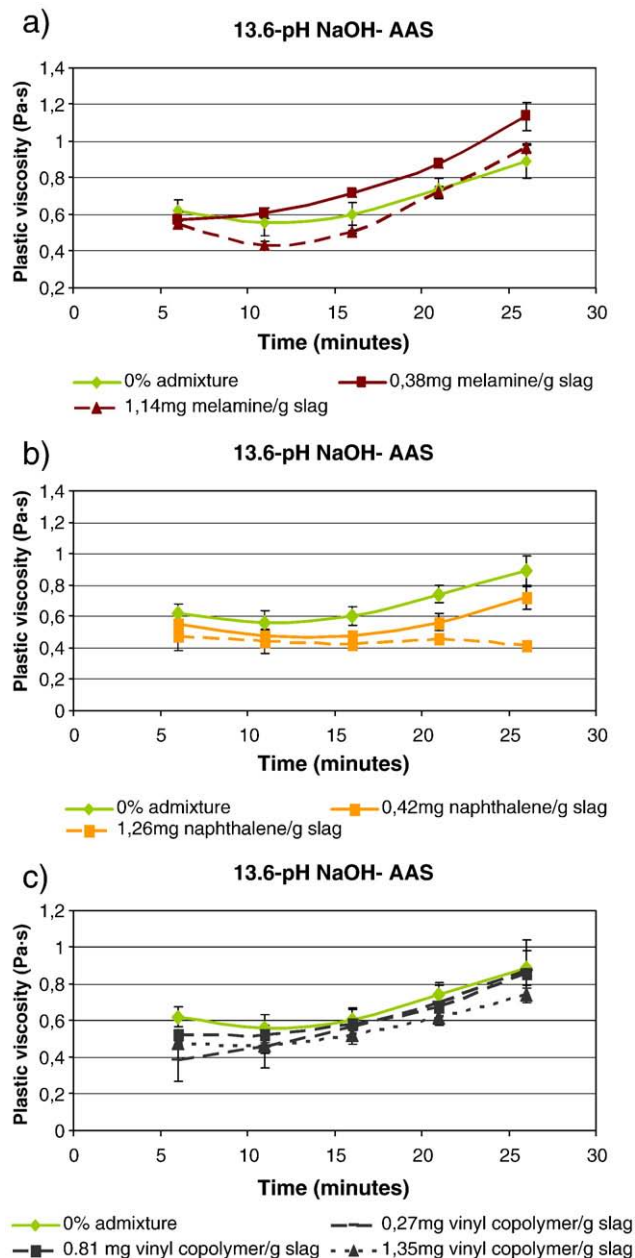 a)
13.6-pH NaOH- AAS
Plastic viscosity (Pa·s)
1,4
1,2
1
0,8
0,6
0,4
0,2
0 5 10 15 20 25 30
Time (minutes)
0% admixture 0,38mg melamine/g slag
1,14mg melamine/g slag
b)
13.6-pH NaOH- AAS
Plastic viscosity (Pa·s)
1,4
1,2
1
0,8
0,6
0,4
0,2
0
0 5 10 15 20 25 30
Time (minutes)
0% admixture 0,42mg naphthalene/g slag
1,26mg naphthalene/g slag
c)
13.6-pH NaOH- AAS
Plastic viscosity (Pa·s)
1,2
1
0,8
0,6
0,4
0,2
0
0 5 10 15 20 25 30
Time (minutes)
0% admixture 0,27mg vinyl copolymer/g slag
0.81 mg vinyl copolymer/g slag 1,35mg vinyl copolymer/g slag